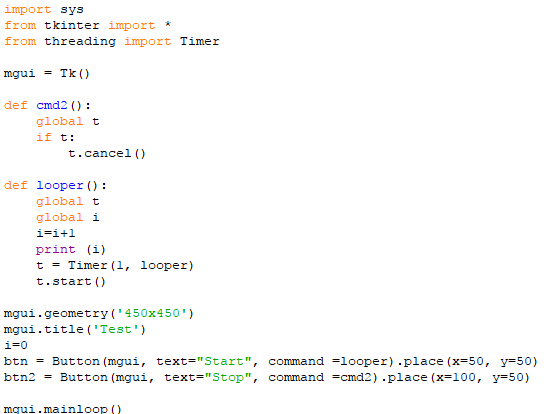 import sys
from tkinter import *
from threading import Timer
mgui = Tk()
def cmd2():
    global t
    if t:
        t.cancel()
def looper():
    global t
    global i
    i=i+1
    print (i)
    t = Timer(1, looper)
    t.start()
mgui.geometry('450x450')
mgui.title('Test')
i=0
btn = Button(mgui, text="Start", command =looper).place(x=50, y=50)
btn2 = Button(mgui, text="Stop", command =cmd2).place(x=100, y=50)
mgui.mainloop()